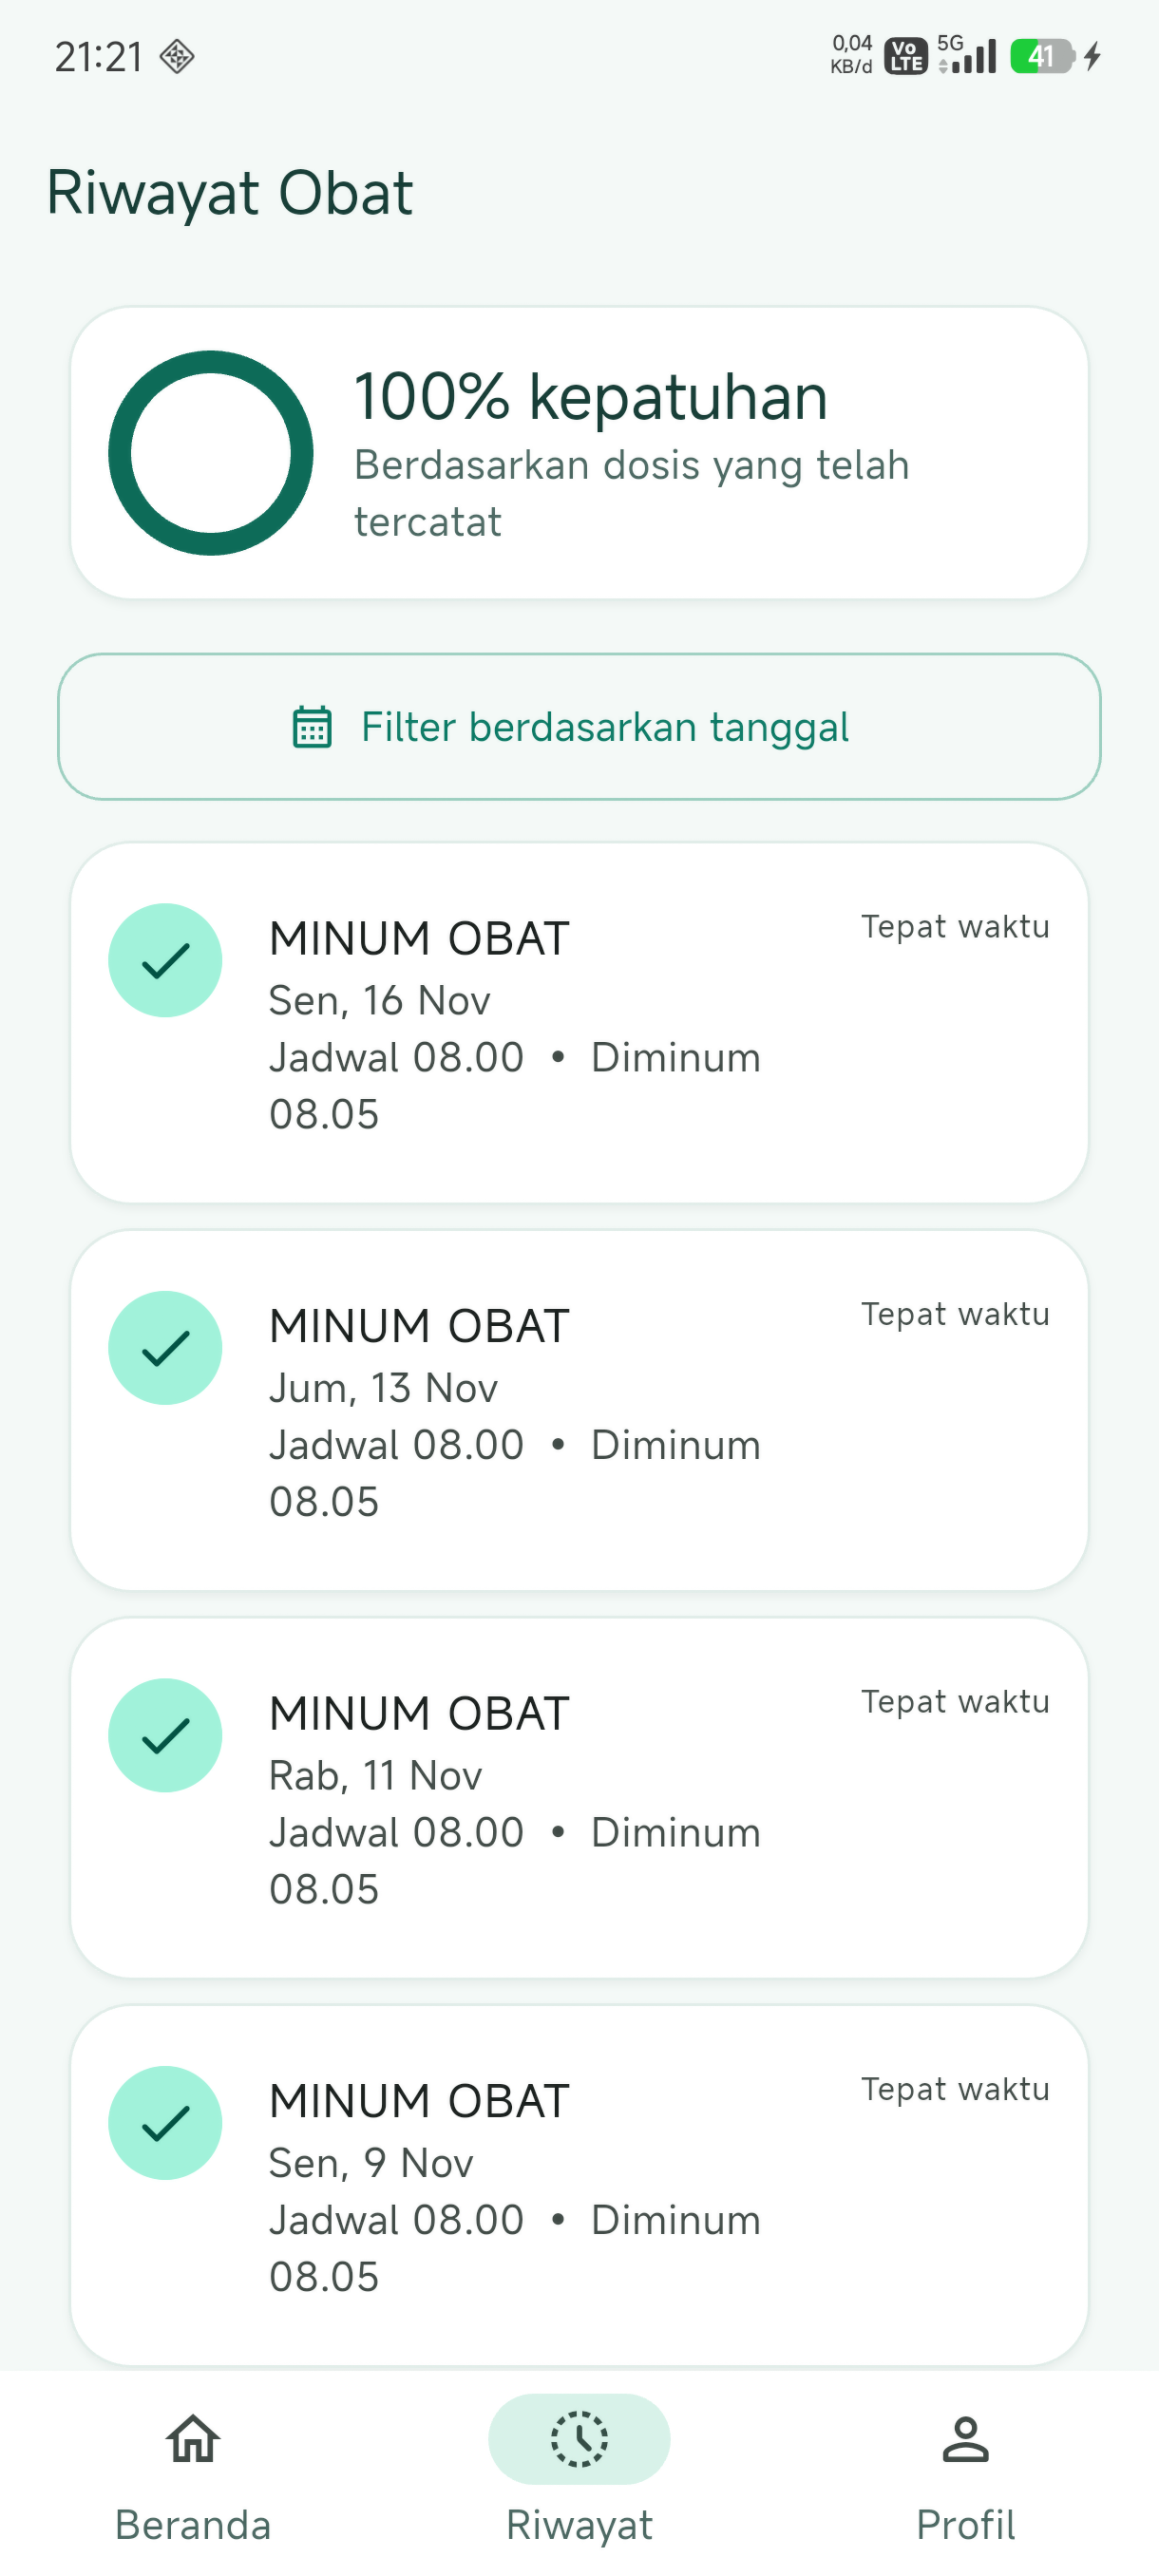 21:21
0,04
KB/d
Vo
LTE
5G
41
Riwayat Obat
100% kepatuhan
Berdasarkan dosis yang telah
tercatat
Filter berdasarkan tanggal
MINUM OBAT
Tepat waktu
Sen, 16 Nov
Jadwal 08.00 • Diminum
08.05
MINUM OBAT
Tepat waktu
Jum, 13 Nov
Jadwal 08.00 • Diminum
08.05
MINUM OBAT
Tepat waktu
Rab, 11 Nov
Jadwal 08.00 • Diminum
08.05
MINUM OBAT
Tepat waktu
Sen, 9 Nov
Jadwal 08.00 • Diminum
08.05
Beranda
Riwayat
Profil